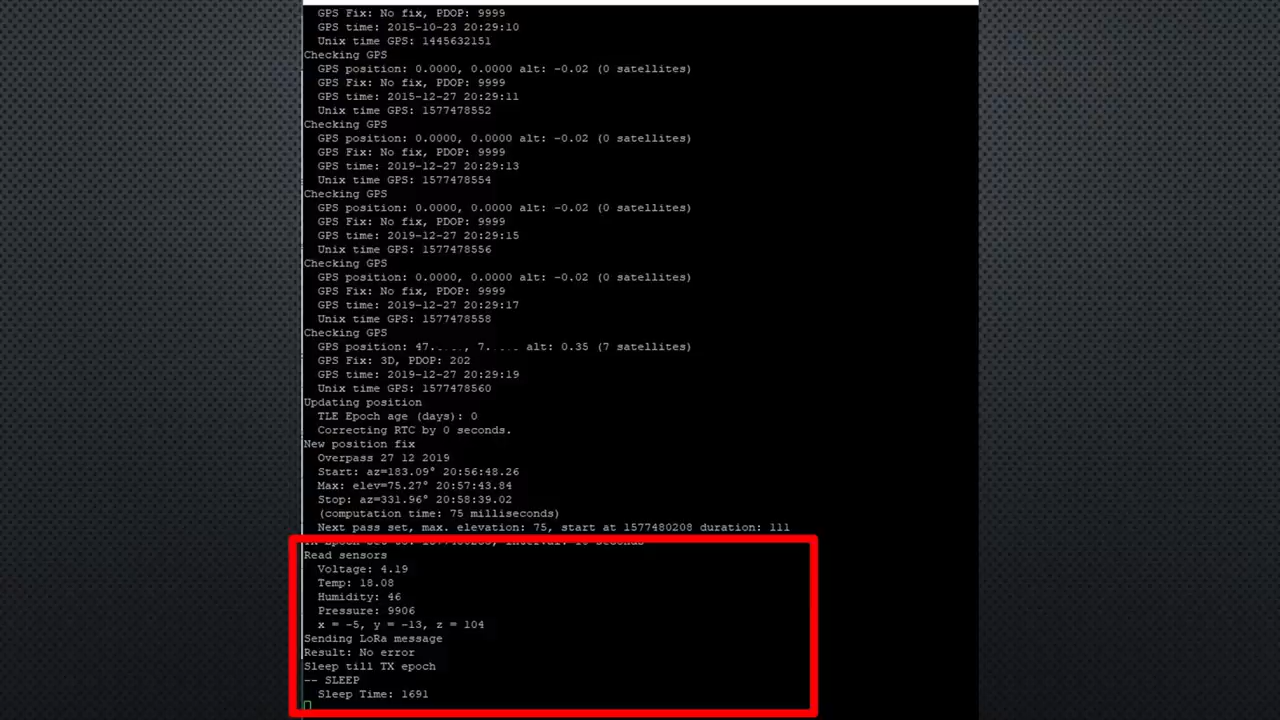 GPS Fix: No fix, PDOP: 9999
GPS time: 2015-10-23 20:29:10
Unix time GPS: 1445632151
Checking GPS
GPS position: 0.0000, 0.0000 alt: -0.02 (0 satellites)
GPS Fix: No fix, PDOP: 9999
GPS time: 2015-12-27 20:29:11
Unix time GPS: 1577478552
Checking GPS
GPS position: 0.0000, 0.0000 alt: -0.02 (0 satellites)
GPS Fix: No fix, PDOP: 9999
GPS time: 2019-12-27 20:29:13
Unix time GPS: 1577478554
Checking GPS
GPS position: 0.0000, 0.0000 alt: -0.02 (0 satellites)
GPS Fix: No fix, PDOP: 9999
GPS time: 2019-12-27 20:29:15
Unix time GPS: 1577478556
Checking GPS
GPS position: 0.0000, 0.0000 alt: -0.02 (0 satellites)
GPS Fix: No fix, PDOP: 9999
GPS time: 2019-12-27 20:29:17
Unix time GPS: 1577478558
Checking GPS
GPS position: 47. , 7. alt: 0.35 (7 satellites)
GPS Fix: 3D, PDOP: 202
GPS time: 2019-12-27 20:29:19
Unix time GPS: 1577478560
Updating position
TLE Epoch age (days): 0
Correcting RTC by 0 seconds.
New position fix
Overpass 27 12 2019
Start: az=183.09° 20:56:48.26
Max: elev=75.27° 20:57:43.84
Stop: az=331.96° 20:58:39.02
(computation time: 75 milliseconds)
Next pass set, max. elevation: 75, start at 1577480208 duration: 111
Read sensors
Voltage: 4.19
Temp: 18.08
Humidity: 46
Pressure: 9906
x = -5, y = -13, z = 104
Sending LoRa message
Result: No error
Sleep till TX epoch
-- SLEEP
Sleep Time: 1691